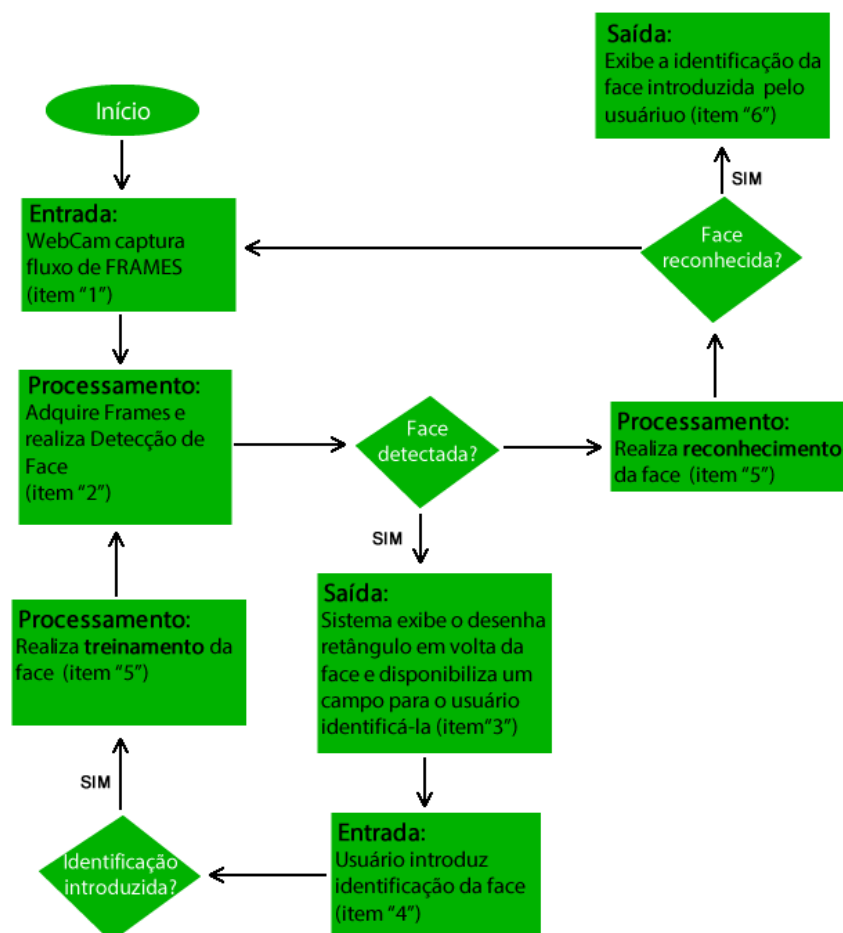 Início
Entrada:
WebCam captura
fluxo de FRAMES
(item "1")
Processamento:
Adquire Frames e
realiza Detecção de
Face
(item "2")
Face
detectada?
SIM
Processamento:
Realiza reconhecimento
da face (item "5")
Face
reconhecida?
SIM
Saída:
Exibe a identificação da
face introduzida pelo
usuáriuo (item "6")
Saída:
Sistema exibe o desenha
retângulo em volta da
face e disponibiliza um
campo para o usuário
identificá-la (item"3")
Entrada:
Usuário introduz
identificação da face
(item "4")
Identificação
introduzida?
SIM
Processamento:
Realiza treinamento da
face (item "5")